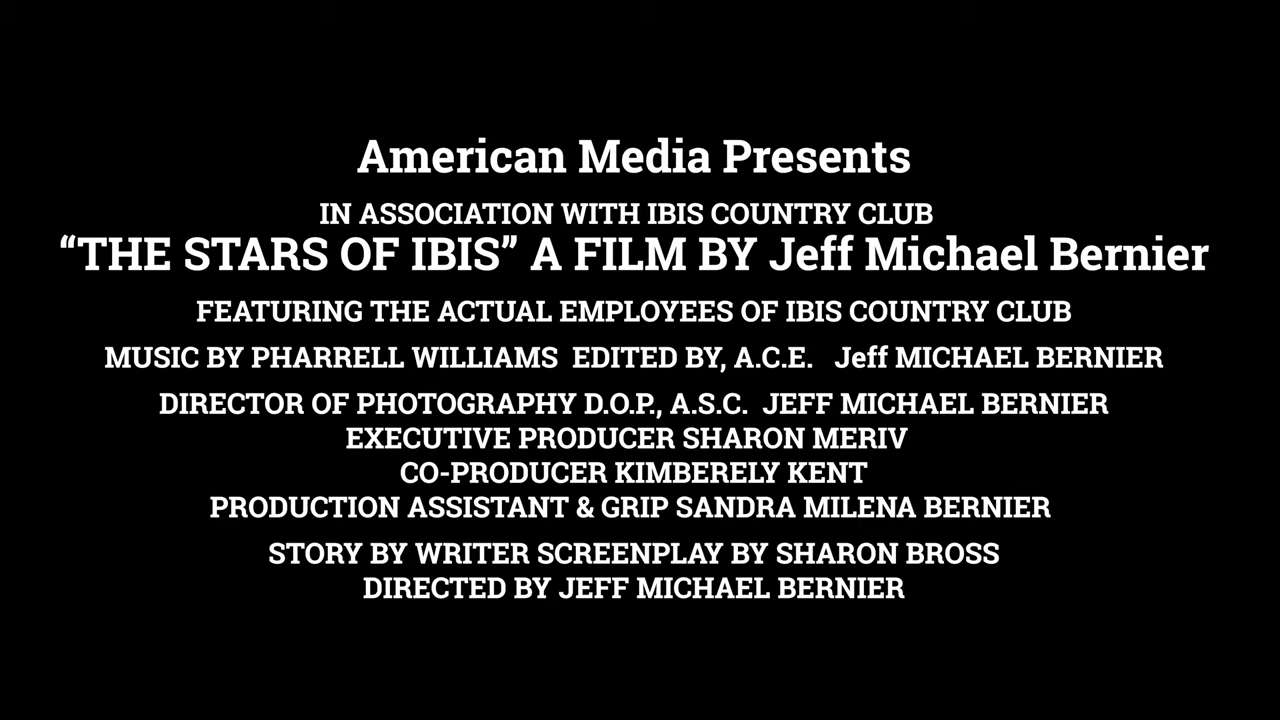 American Media Presents
IN ASSOCIATION WITH IBIS COUNTRY CLUB
“THE STARS OF IBIS” A FILM BY Jeff Michael Bernier
FEATURING THE ACTUAL EMPLOYEES OF IBIS COUNTRY CLUB
MUSIC BY PHARRELL WILLIAMS  EDITED BY, A.C.E.   Jeff MICHAEL BERNIER
DIRECTOR OF PHOTOGRAPHY D.O.P., A.S.C.  JEFF MICHAEL BERNIER
EXECUTIVE PRODUCER SHARON MERIV
CO-PRODUCER KIMBERELY KENT
PRODUCTION ASSISTANT & GRIP SANDRA MILENA BERNIER
STORY BY WRITER SCREENPLAY BY SHARON BROSS
DIRECTED BY JEFF MICHAEL BERNIER